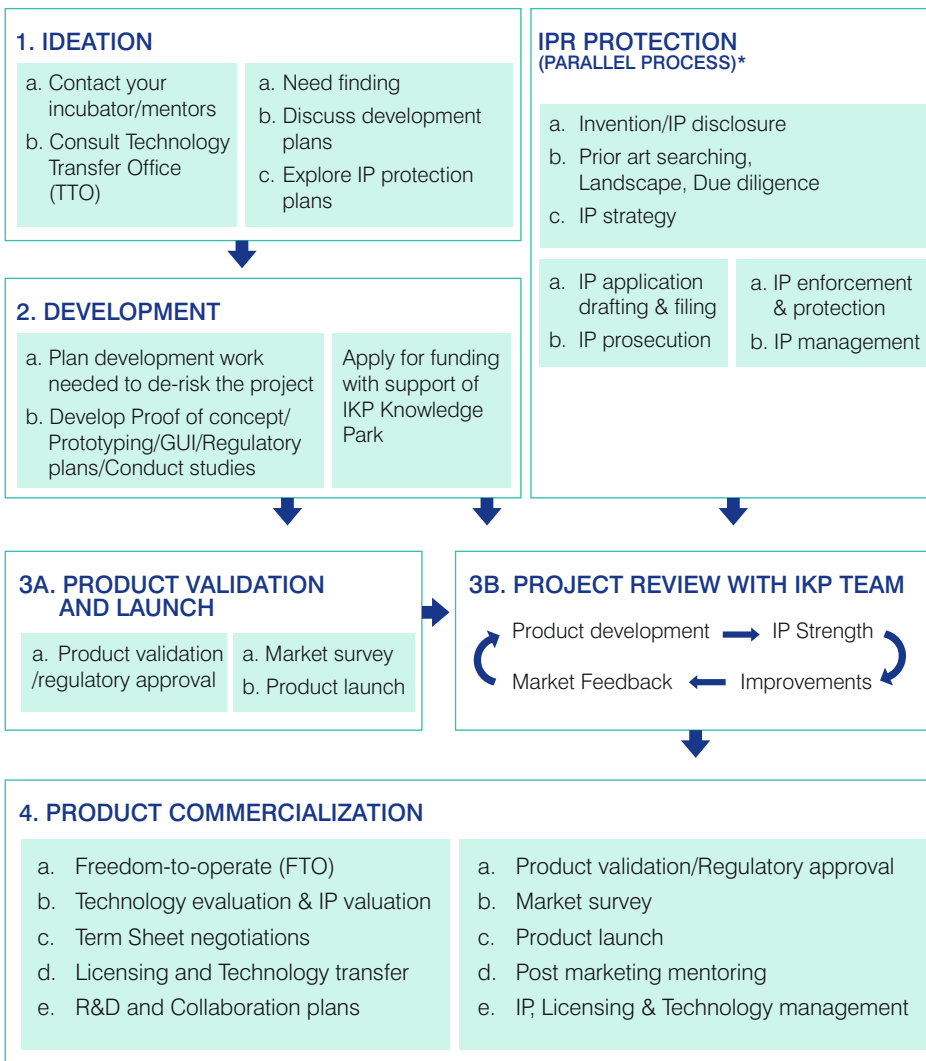 1. IDEATION
a. Contact your
incubator/mentors
b. Consult Technology
Transfer Office
(TTO)
a. Need finding
b. Discuss development
plans
c. Explore IP protection
plans
IPR PROTECTION
(PARALLEL PROCESS)*
a. Invention/IP disclosure
b. Prior art searching,
Landscape, Due diligence
c. IP strategy
a. IP application
drafting & filing
b. IP prosecution
a. IP enforcement
& protection
b. IP management
2. DEVELOPMENT
a. Plan development work
needed to de-risk the project
b. Develop Proof of concept/
Prototyping/GUI/Regulatory
plans/Conduct studies
Apply for funding
with support of
IKP Knowledge
Park
3A. PRODUCT VALIDATION
AND LAUNCH
a. Product validation
/regulatory approval
a. Market survey
b. Product launch
3B. PROJECT REVIEW WITH IKP TEAM
Product development
IP Strength
Market Feedback
Improvements
4. PRODUCT COMMERCIALIZATION
a. Freedom-to-operate (FTO)
b. Technology evaluation & IP valuation
c. Term Sheet negotiations
d. Licensing and Technology transfer
e. R&D and Collaboration plans
a. Product validation/Regulatory approval
b. Market survey
c. Product launch
d. Post marketing mentoring
e. IP, Licensing & Technology management